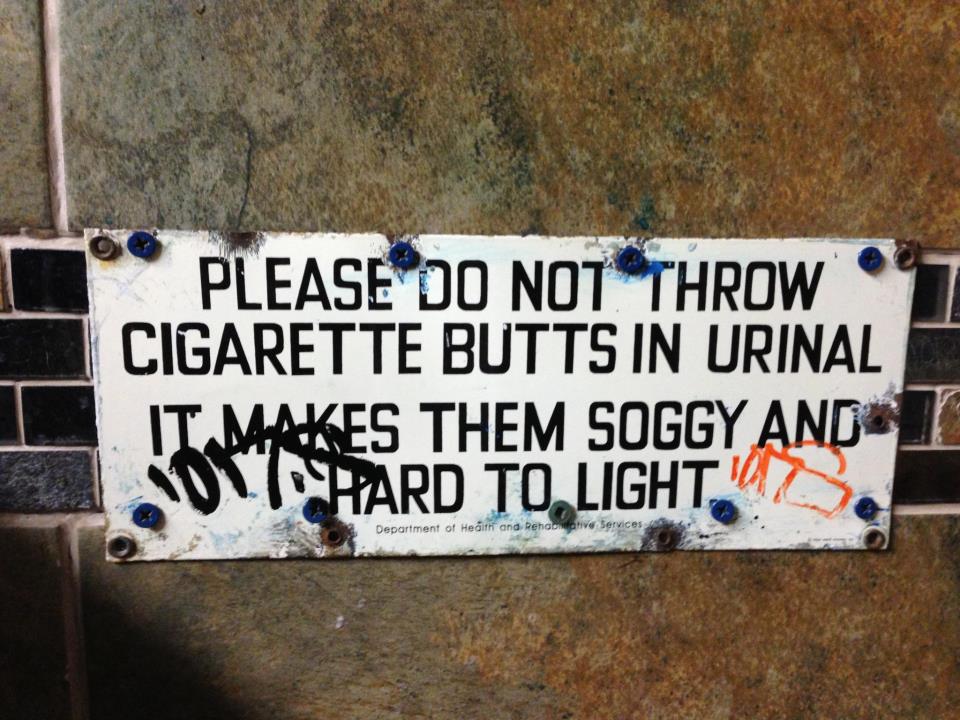 PLEASE DO NOT THROW
CIGARETTE BUTTS IN URINAL
IT MAKES THEM SOGGY AND
HARD TO LIGHT
Department of Health and Rehabilitative Services